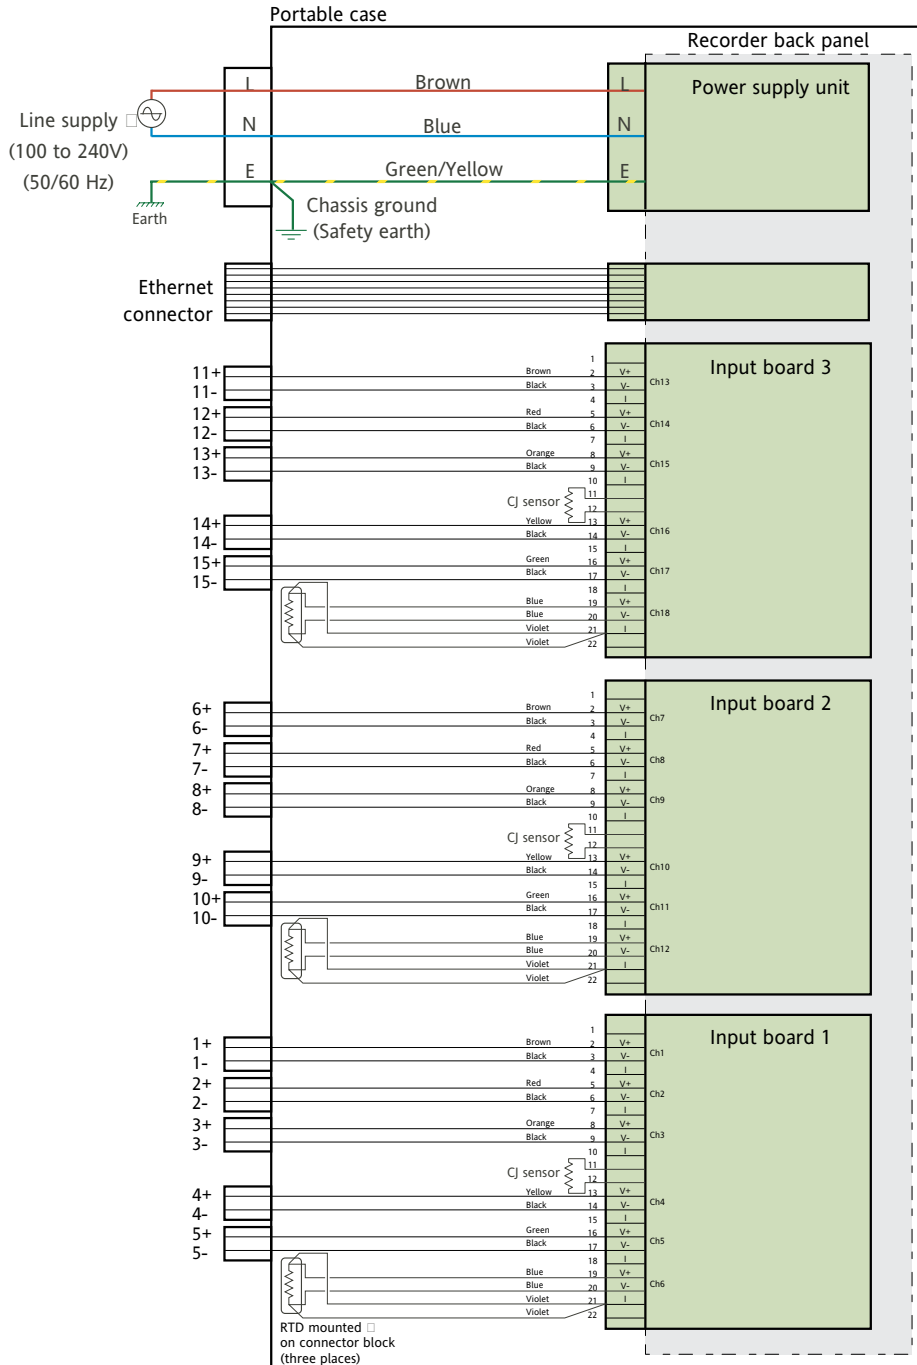 Portable case
Recorder back panel
L Brown L Power supply unit
Line supply
(100 to 240V)
(50/60 Hz)
N Blue N
E Green/Yellow E
Earth
Chassis ground
(Safety earth)
Ethernet
connector
Input board 3
1
11+ Brown 2 V+
11- Black 3 V- Ch13
4 I
12+ Red 5 V+
12- Black 6 V- Ch14
7 I
13+ Orange 8 V+
13- Black 9 V- Ch15
10 I
CJ sensor 11
12
14+ Yellow 13 V+
14- Black 14 V- Ch16
15 I
15+ Green 16 V+
15- Black 17 V- Ch17
18 I
Blue 19 V+
Blue 20 V- Ch18
Violet 21 I
Violet 22
Input board 2
1
6+ Brown 2 V+
6- Black 3 V- Ch7
4 I
7+ Red 5 V+
7- Black 6 V- Ch8
7 I
8+ Orange 8 V+
8- Black 9 V- Ch9
10 I
CJ sensor 11
12
9+ Yellow 13 V+
9- Black 14 V- Ch10
15 I
10+ Green 16 V+
10- Black 17 V- Ch11
18 I
Blue 19 V+
Blue 20 V- Ch12
Violet 21 I
Violet 22
Input board 1
1
1+ Brown 2 V+
1- Black 3 V- Ch1
4 I
2+ Red 5 V+
2- Black 6 V- Ch2
7 I
3+ Orange 8 V+
3- Black 9 V- Ch3
10 I
CJ sensor 11
12
4+ Yellow 13 V+
4- Black 14 V- Ch4
15 I
5+ Green 16 V+
5- Black 17 V- Ch5
18 I
Blue 19 V+
Blue 20 V- Ch6
Violet 21 I
Violet 22
RTD mounted
on connector block
(three places)